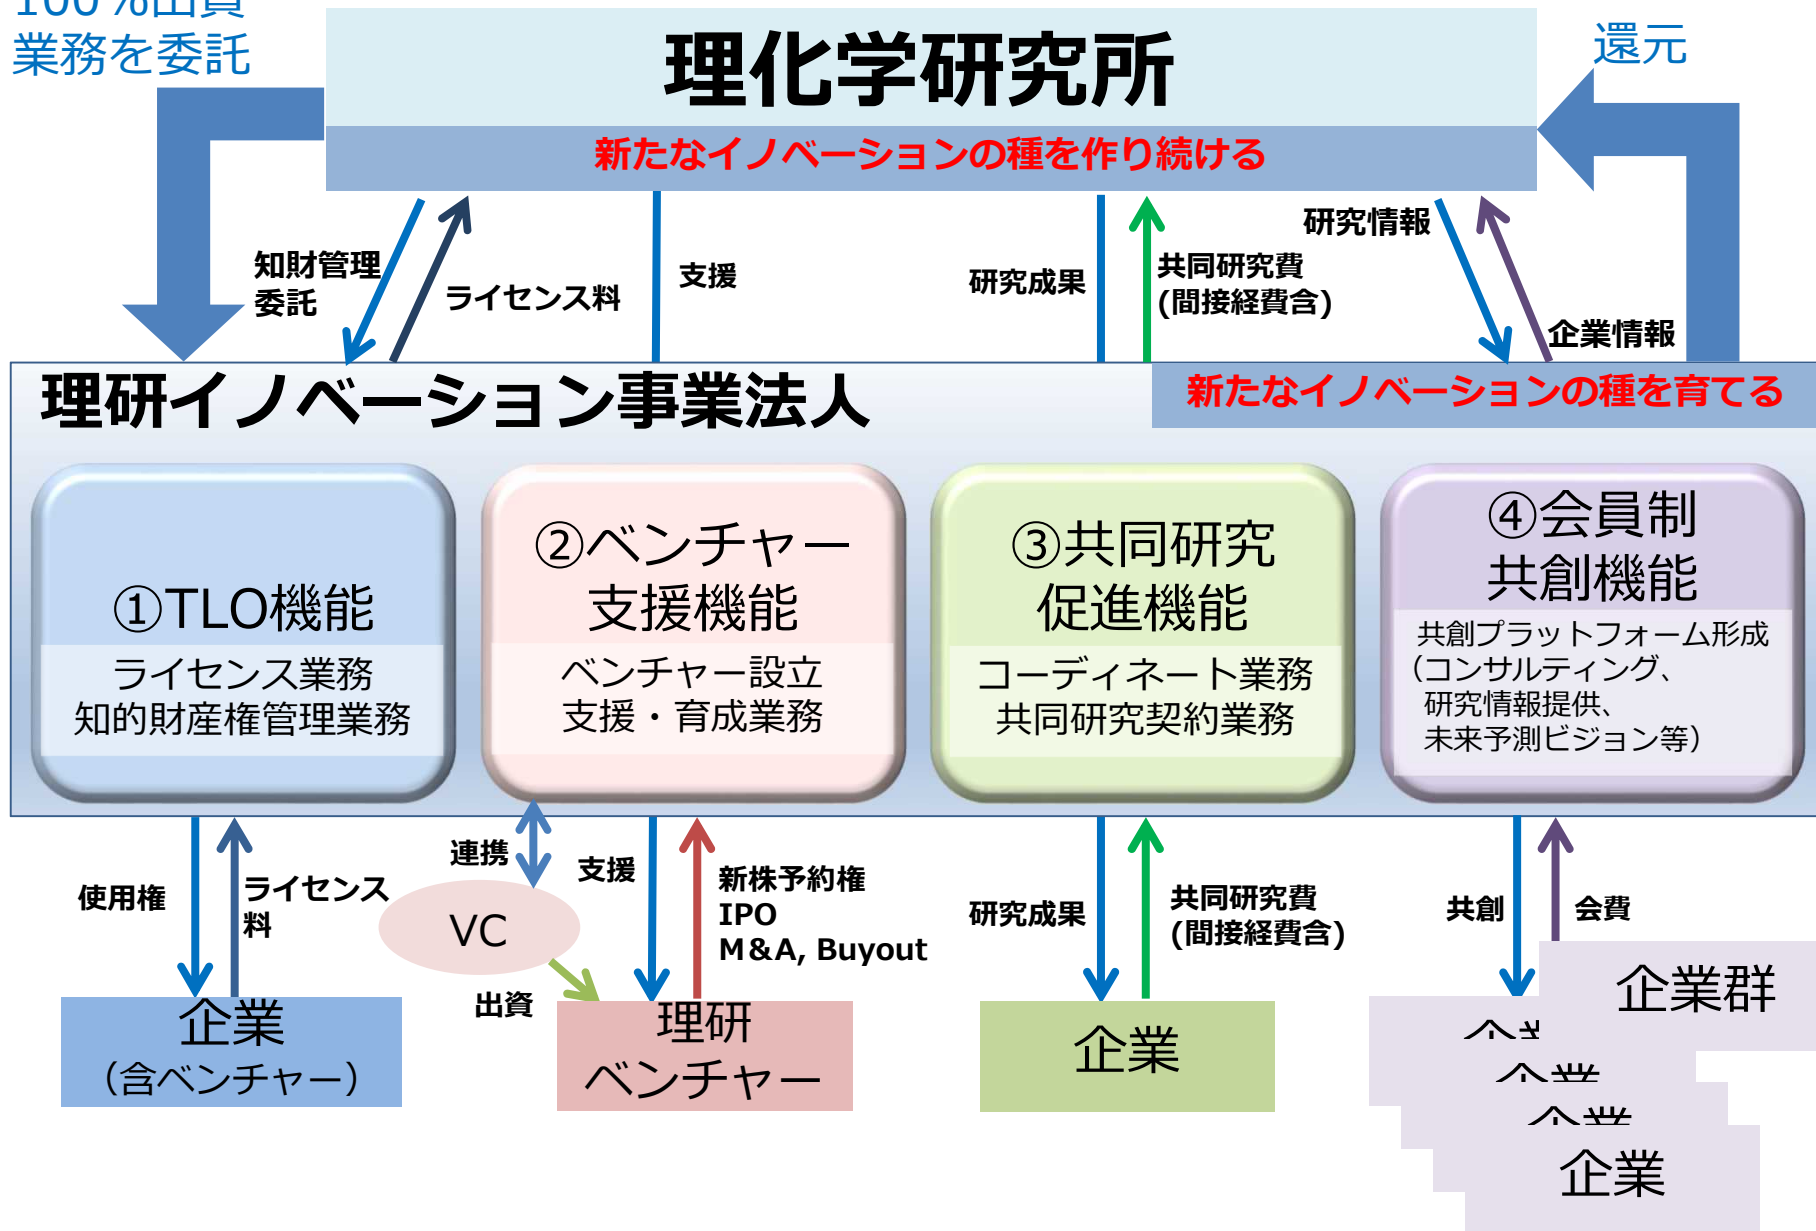 100%出資
業務を委託
理化学研究所
還元
新たなイノベーションの種を作り続ける
知財管理
委託
ライセンス料
支援
研究成果
共同研究費
(間接経費含)
研究情報
企業情報
理研イノベーション事業法人
新たなイノベーションの種を育てる
①TLO機能
ライセンス業務
知的財産権管理業務
②ベンチャー
支援機能
ベンチャー設立
支援・育成業務
③共同研究
促進機能
コーディネート業務
共同研究契約業務
④会員制
共創機能
共創プラットフォーム形成
（コンサルティング、
研究情報提供、
未来予測ビジョン等）
使用権
ライセンス
料
連携
VC
出資
支援
新株予約権
IPO
M&A, Buyout
研究成果
共同研究費
(間接経費含)
共創
会費
企業
（含ベンチャー）
理研
ベンチャー
企業
企業群
企業
企業
企業
企業